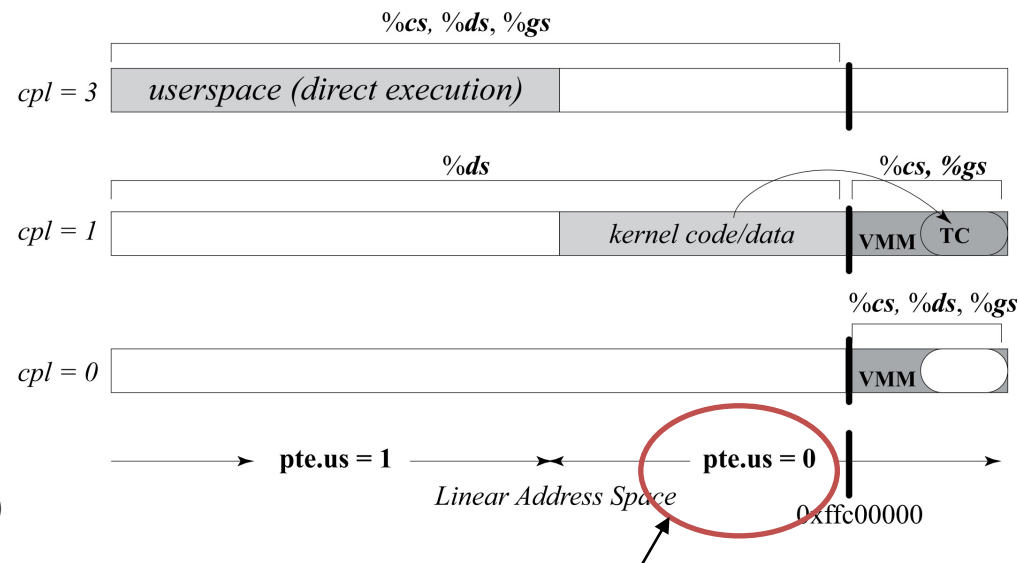 %cs, %ds, %gs
cpl = 3
userspace (direct execution)
%ds
%cs, %gs
cpl = 1
kernel code/data
VMM
TC
%cs, %ds, %gs
cpl = 0
VMM
pte.us = 1
pte.us = 0
Linear Address Space
0xffc00000
)